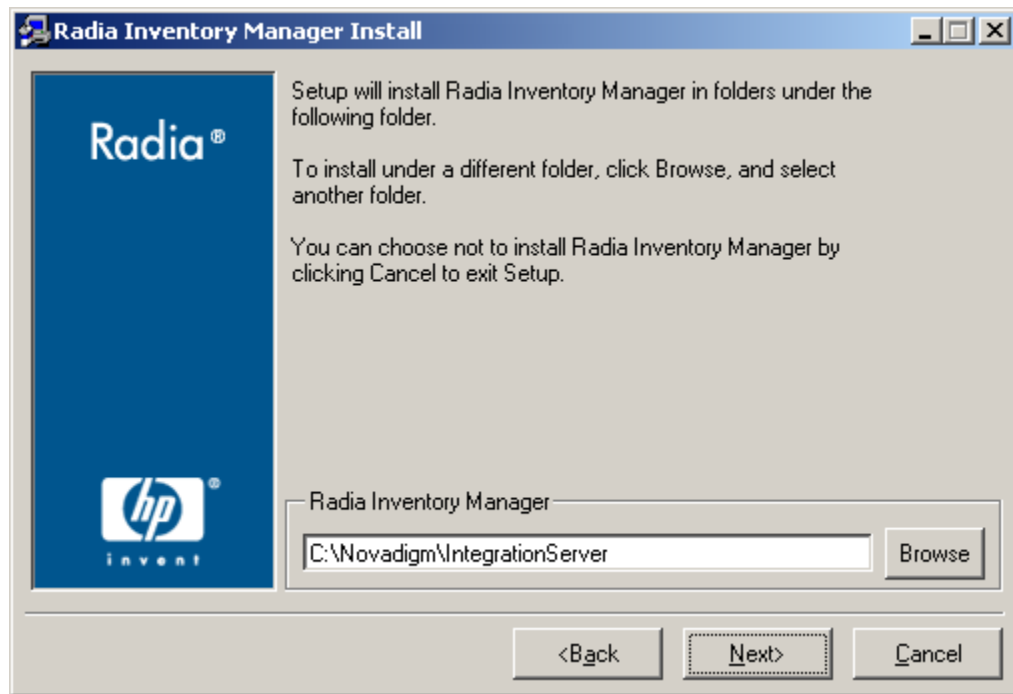 Radia Inventory Manager Install
Radia®
Setup will install Radia Inventory Manager in folders under the
following folder.
To install under a different folder, click Browse, and select
another folder.
You can choose not to install Radia Inventory Manager by
clicking Cancel to exit Setup.
hp®
invent
Radia Inventory Manager
C:\Novadigm\IntegrationServer
Browse
<Back
Next>
Cancel